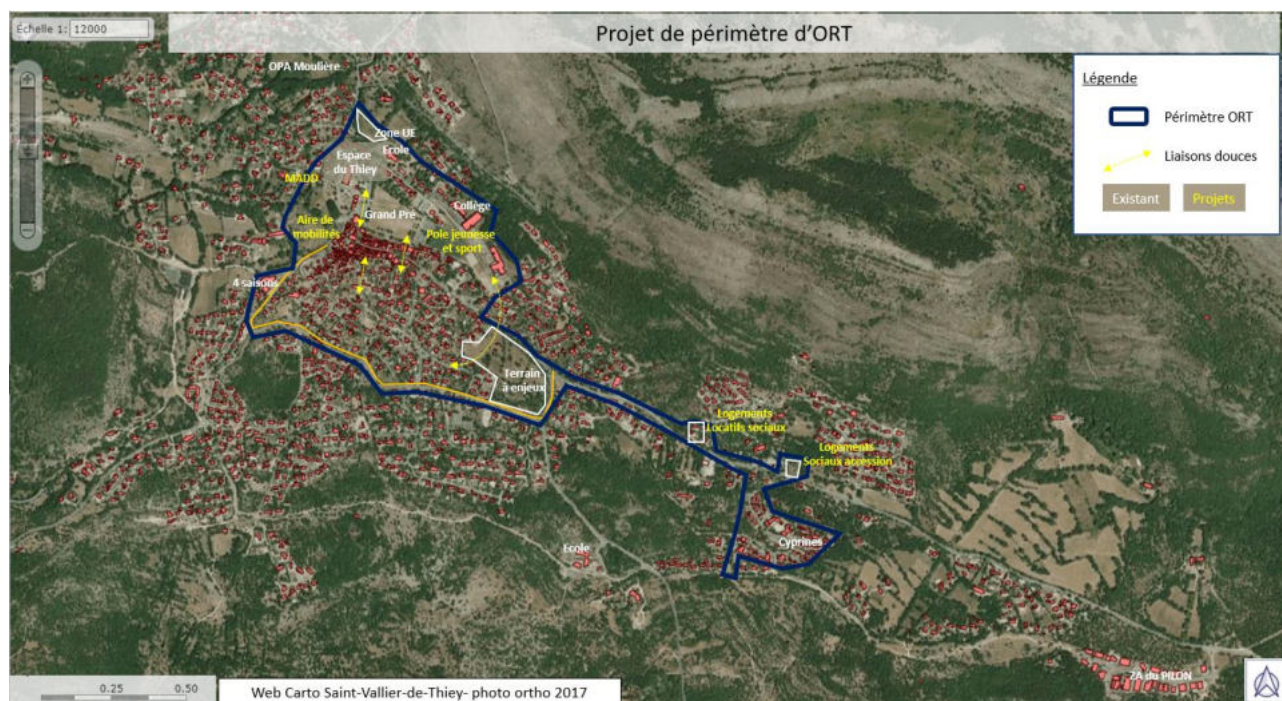 Projet de périmètre d'ORT
Échelle 1: 12000
Légende
Périmètre ORT
Liaisons douces
Existant
Projets
OPA Moulière
Zone UE
Ecole
Espace
du Thiey
MADD
Collège
Grand Pré
Aire de
mobilités
Pole jeunesse
et sport
4 saisons
Terrain
à enjeux
Logements
Locatifs sociaux
Logements
Sociaux accession
Cyprines
Ecole
ZA du PILON
0.25
0.50
Web Carto Saint-Vallier-de-Thiey- photo ortho 2017